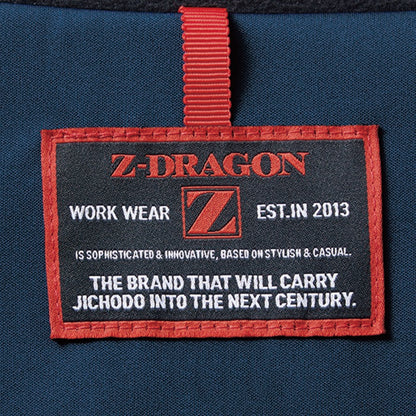 Z-DRAGON
WORK WEAR Z EST.IN 2013
IS SOPHISTICATED & INNOVATIVE, BASED ON STYLISH & CASUAL.
THE BRAND THAT WILL CARRY
JICHODO INTO THE NEXT CENTURY.